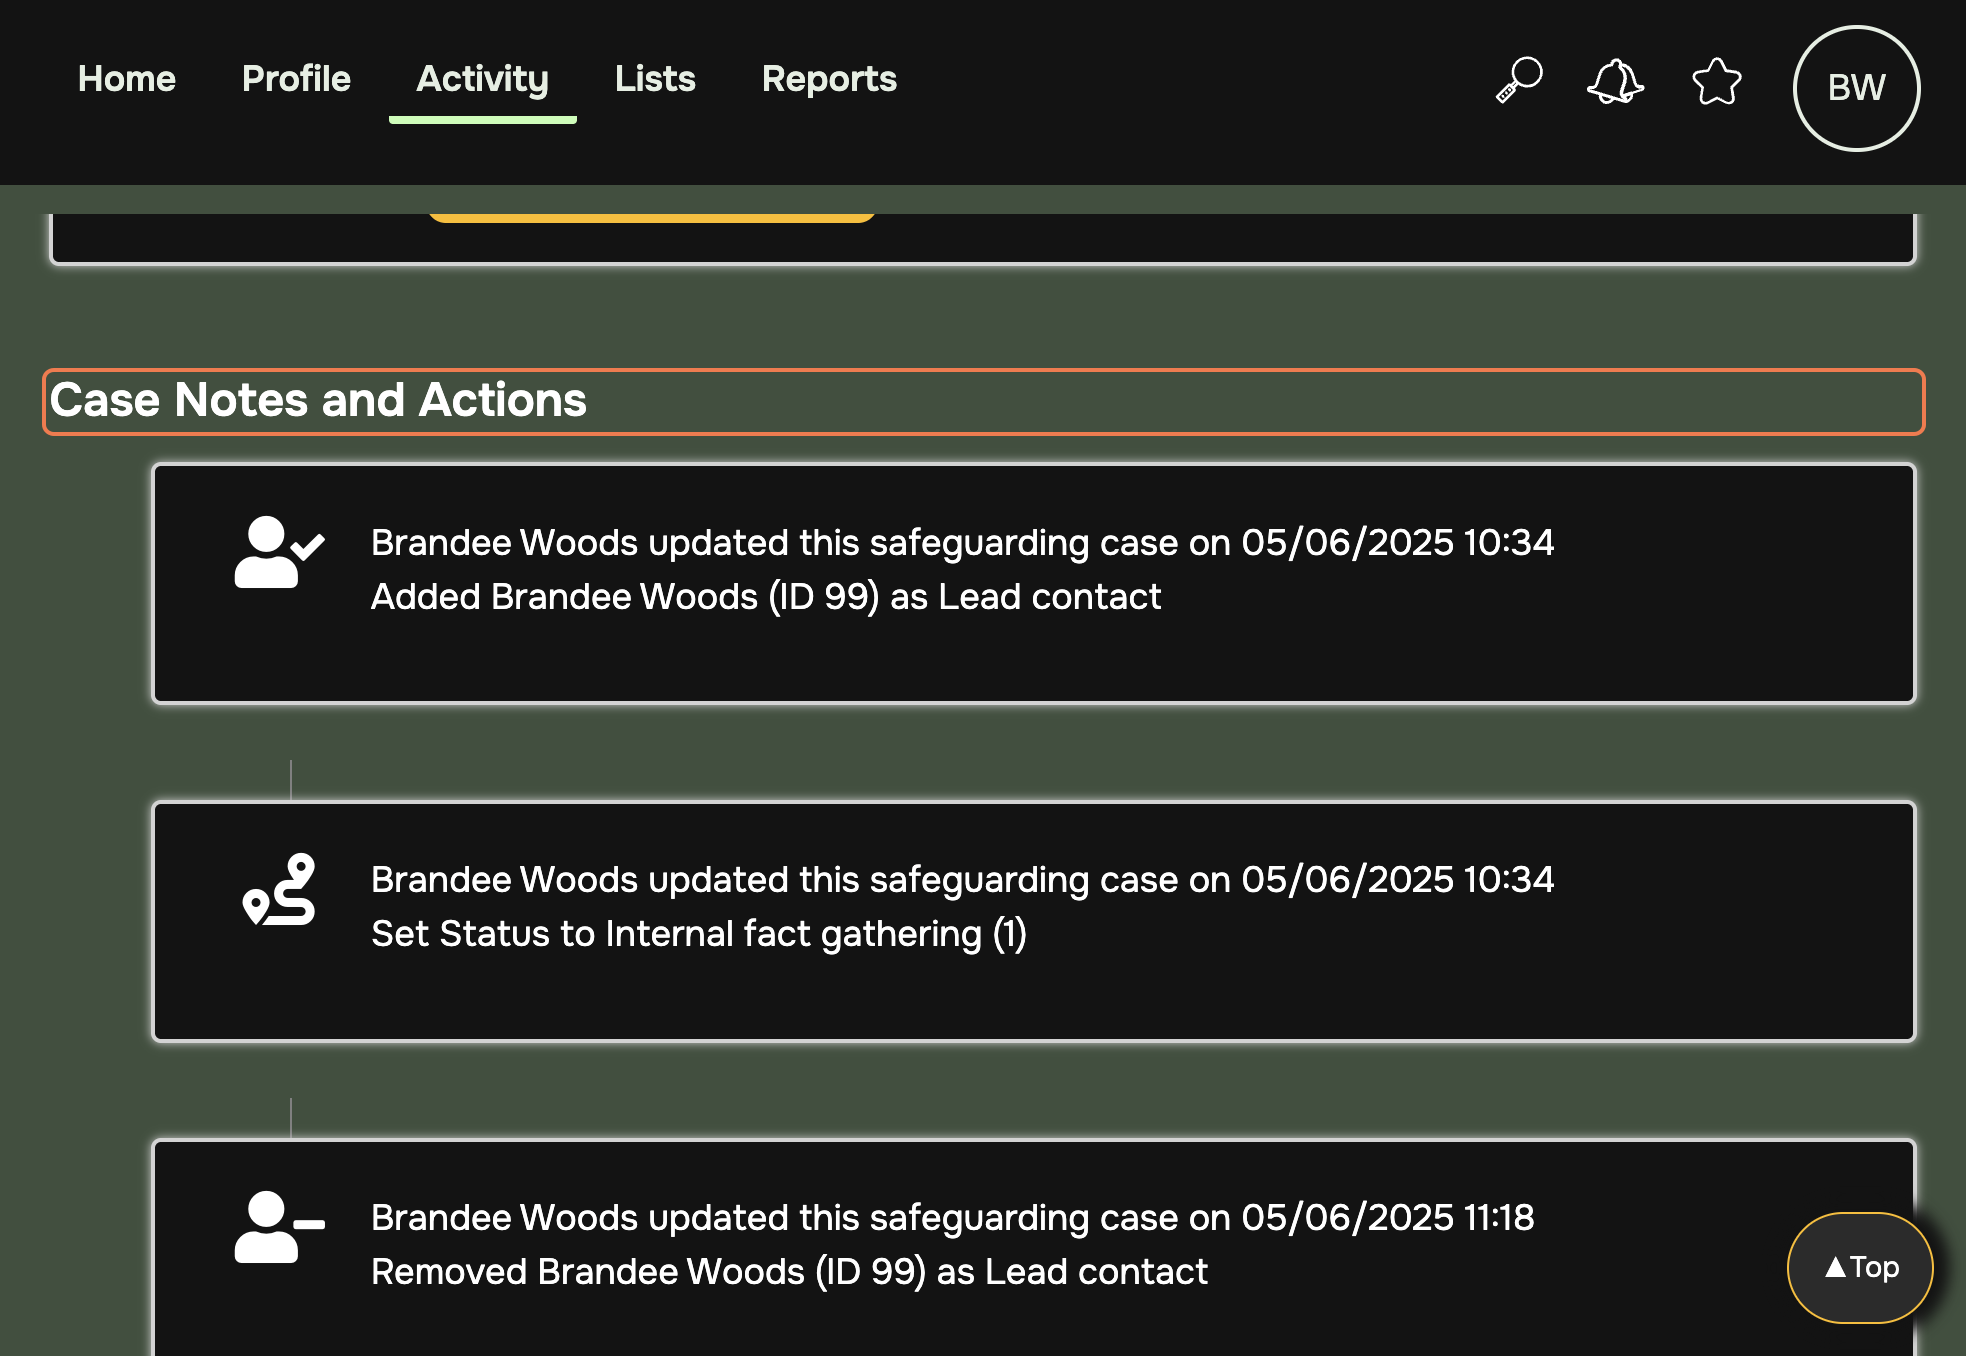 Home Profile Activity Lists Reports
BW
Case Notes and Actions
Brandee Woods updated this safeguarding case on 05/06/2025 10:34
Added Brandee Woods (ID 99) as Lead contact
Brandee Woods updated this safeguarding case on 05/06/2025 10:34
Set Status to Internal fact gathering (1)
Brandee Woods updated this safeguarding case on 05/06/2025 11:18
Removed Brandee Woods (ID 99) as Lead contact
▲Top